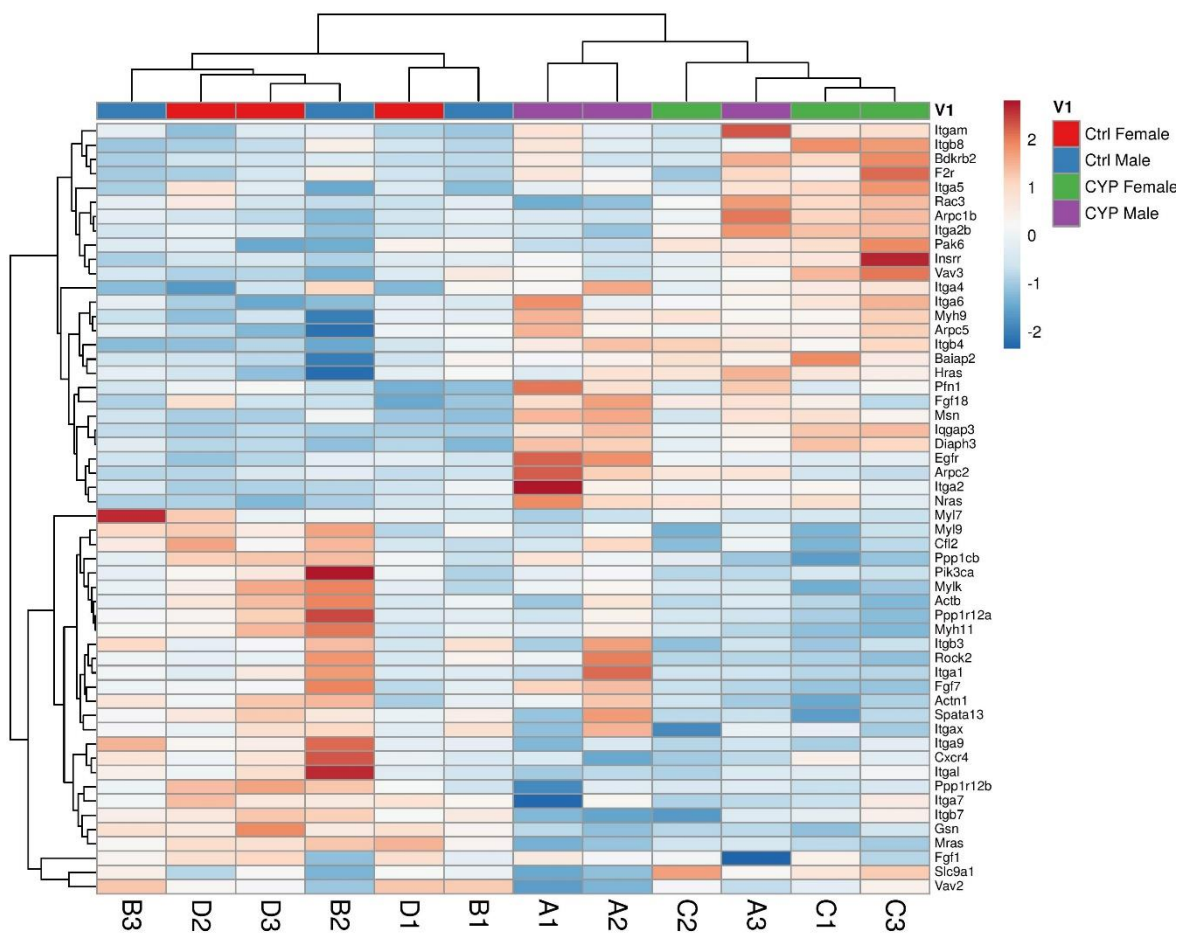 V1
V1
Ctrl Female
Ctrl Male
CYP Female
CYP Male
2
1
0
-1
-2
Itgam
Itgb8
Bdkrb2
F2r
Itga5
Rac3
Arpc1b
Itga2b
Pak6
Insrr
Vav3
Itga4
Itga6
Myh9
Arpc5
Itgb4
Baiap2
Hras
Pfn1
Fgf18
Msn
Iqgap3
Diaph3
Egfr
Arpc2
Itga2
Nras
Myl7
Myl9
Cfl2
Ppp1cb
Pik3ca
Mylk
Actb
Ppp1r12a
Myh11
Itgb3
Rock2
Itga1
Fgf7
Actn1
Spata13
Itgax
Itga9
Cxcr4
Itgal
Ppp1r12b
Itga7
Itgb7
Gsn
Mras
Fgf1
Slc9a1
Vav2
B3 D2 D3 B2 D1 B1 A1 A2 C2 A3 C1 C3